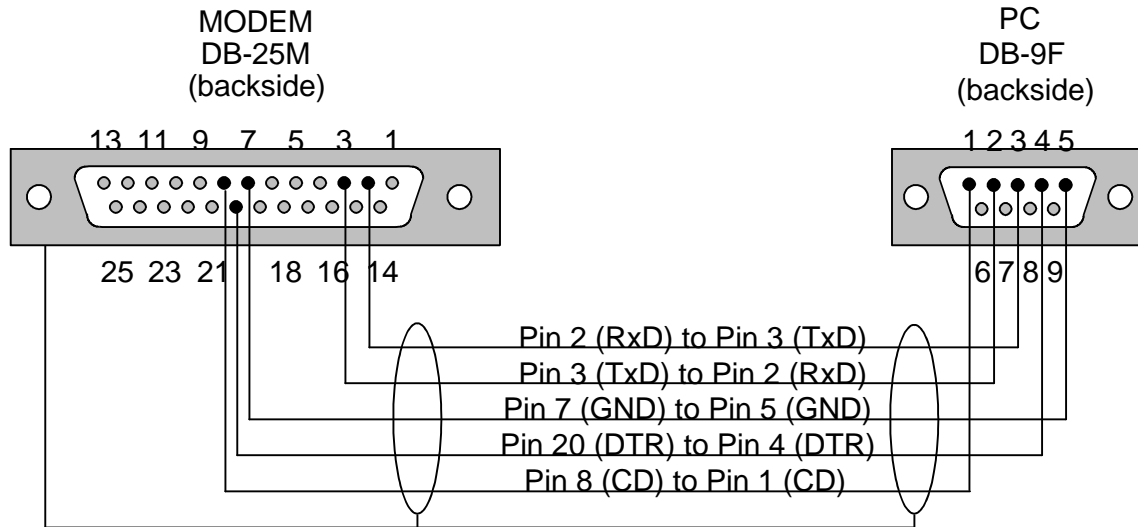 MODEM
DB-25M
(backside)
PC
DB-9F
(backside)
13 11 9 7 5 3 1
1 2 3 4 5
25 23 21 18 16 14
6 7 8 9
Pin 2 (RxD) to Pin 3 (TxD)
Pin 3 (TxD) to Pin 2 (RxD)
Pin 7 (GND) to Pin 5 (GND)
Pin 20 (DTR) to Pin 4 (DTR)
Pin 8 (CD) to Pin 1 (CD)